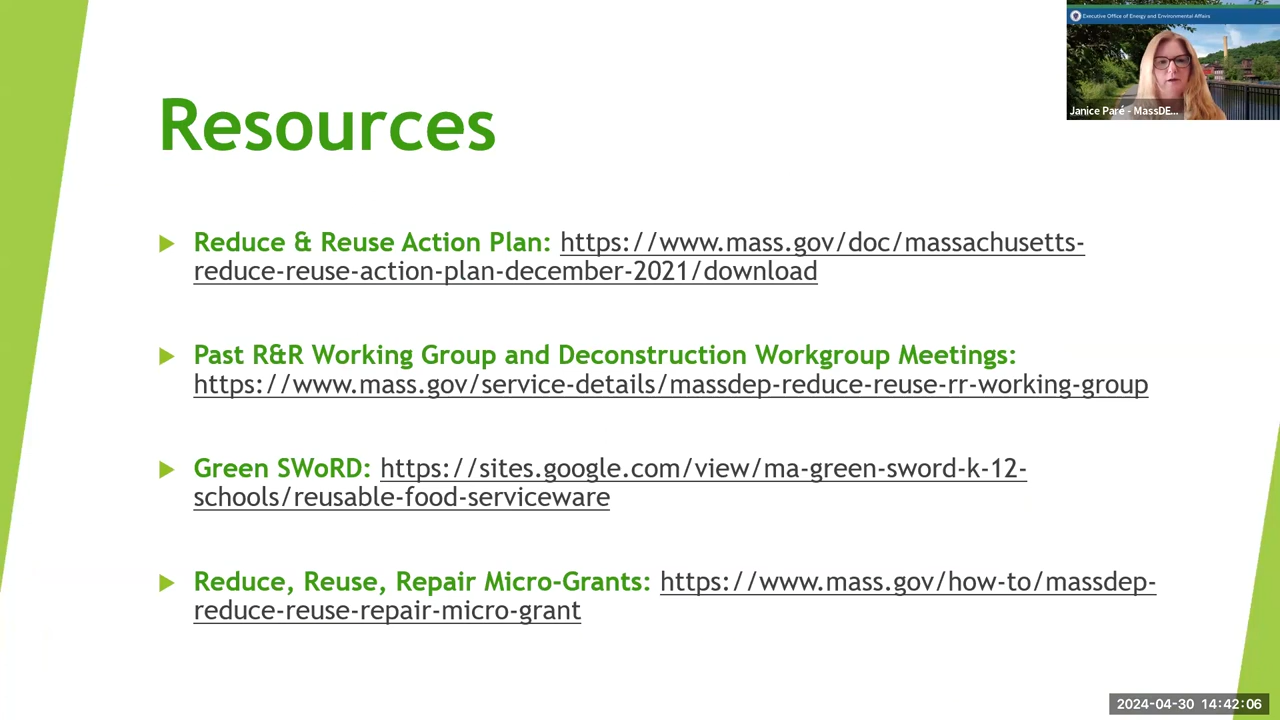 Executive Office of Energy and Environmental Affairs
Janice Paré - MassDE...
Resources
Reduce & Reuse Action Plan: https://www.mass.gov/doc/massachusetts-
reduce-reuse-action-plan-december-2021/download
Past R&R Working Group and Deconstruction Workgroup Meetings:
https://www.mass.gov/service-details/massdep-reduce-reuse-rr-working-group
Green SWoRD: https://sites.google.com/view/ma-green-sword-k-12-
schools/reusable-food-serviceware
Reduce, Reuse, Repair Micro-Grants: https://www.mass.gov/how-to/massdep-
reduce-reuse-repair-micro-grant
2024-04-30 14:42:06